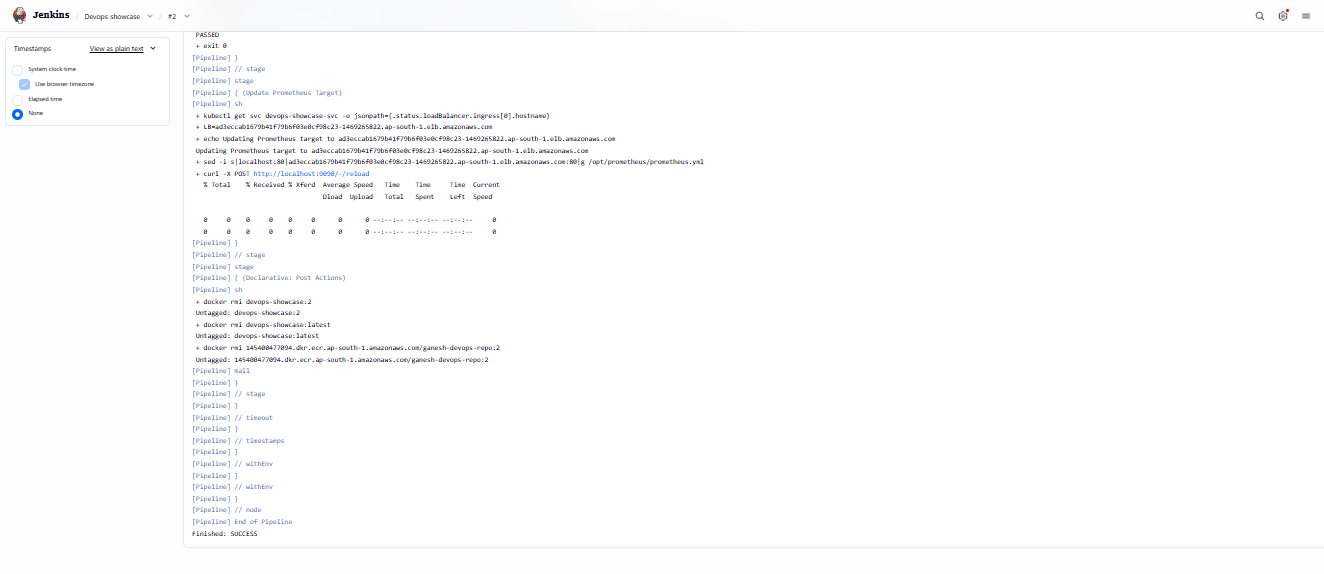 Jenkins / Devops-showcase / #2
Timestamps View as plain text
System clock time
Use browser timezone
Elapsed time
None
PASSED
+ exit 0
[Pipeline] }
[Pipeline] // stage
[Pipeline] stage
[Pipeline] { (Update Prometheus Target)
[Pipeline] sh
+ kubectl get svc devops-showcase-svc -o jsonpath={.status.loadBalancer.ingress[0].hostname}
+ LB=ad3eccab1679b41f79b6f03e0cf98c23-1469265822.ap-south-1.elb.amazonaws.com
+ echo Updating Prometheus target to ad3eccab1679b41f79b6f03e0cf98c23-1469265822.ap-south-1.elb.amazonaws.com
Updating Prometheus target to ad3eccab1679b41f79b6f03e0cf98c23-1469265822.ap-south-1.elb.amazonaws.com
+ sed -i s|localhost:80|ad3eccab1679b41f79b6f03e0cf98c23-1469265822.ap-south-1.elb.amazonaws.com:80|g /opt/prometheus/prometheus.yml
+ curl -X POST http://localhost:9090/-/reload
% Total % Received % Xferd Average Speed Time Time Time Current
Dload Upload Total Spent Left Speed
0 0 0 0 0 0 0 0 --:--:-- --:--:-- --:--:-- 0
0 0 0 0 0 0 0 0 --:--:-- --:--:-- --:--:-- 0
[Pipeline] }
[Pipeline] // stage
[Pipeline] stage
[Pipeline] { (Declarative: Post Actions)
[Pipeline] sh
+ docker rmi devops-showcase:2
Untagged: devops-showcase:2
+ docker rmi devops-showcase:latest
Untagged: devops-showcase:latest
+ docker rmi 145400477094.dkr.ecr.ap-south-1.amazonaws.com/ganesh-devops-repo:2
Untagged: 145400477094.dkr.ecr.ap-south-1.amazonaws.com/ganesh-devops-repo:2
[Pipeline] mail
[Pipeline] }
[Pipeline] // stage
[Pipeline] }
[Pipeline] // timeout
[Pipeline] }
[Pipeline] // timestamps
[Pipeline] }
[Pipeline] // withEnv
[Pipeline] }
[Pipeline] // withEnv
[Pipeline] }
[Pipeline] // node
[Pipeline] End of Pipeline
Finished: SUCCESS